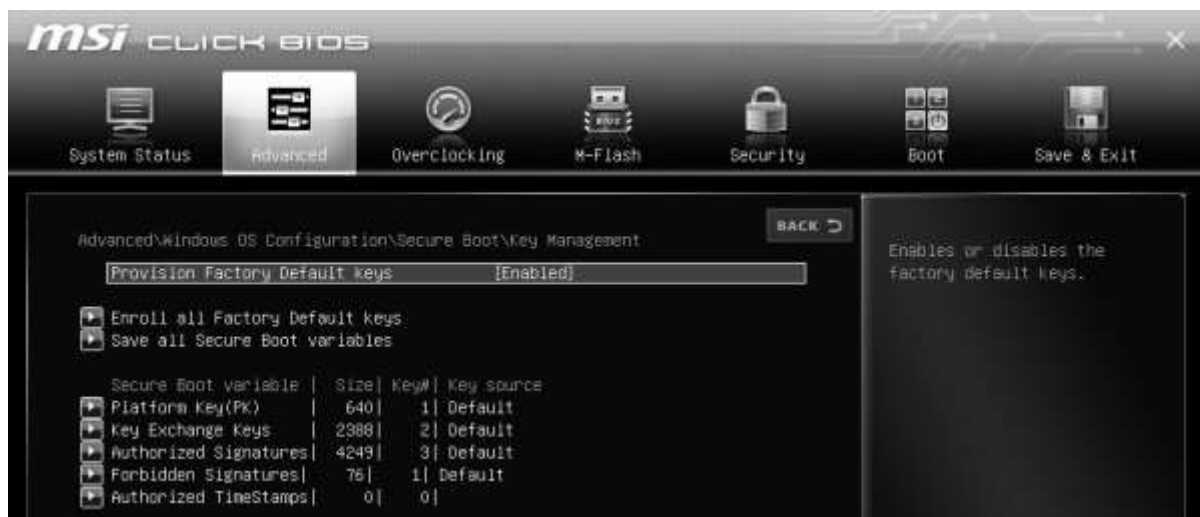 msi CLICK BIOS
System Status
Advanced
Overclocking
M-Flash
Security
Boot
Save & Exit
Advanced\Windows OS Configuration\Secure Boot\Key Management
BACK
Provision Factory Default keys [Enabled]
Enroll all Factory Default keys
Save all Secure Boot variables
Secure Boot variable | Size| Key#| Key source
Platform Key(PK) | 640| 1| Default
Key Exchange Keys | 2388| 2| Default
Authorized Signatures| 4249| 3| Default
Forbidden Signatures| 76| 1| Default
Authorized TimeStamps| 0| 0|
Enables or disables the
factory default keys.